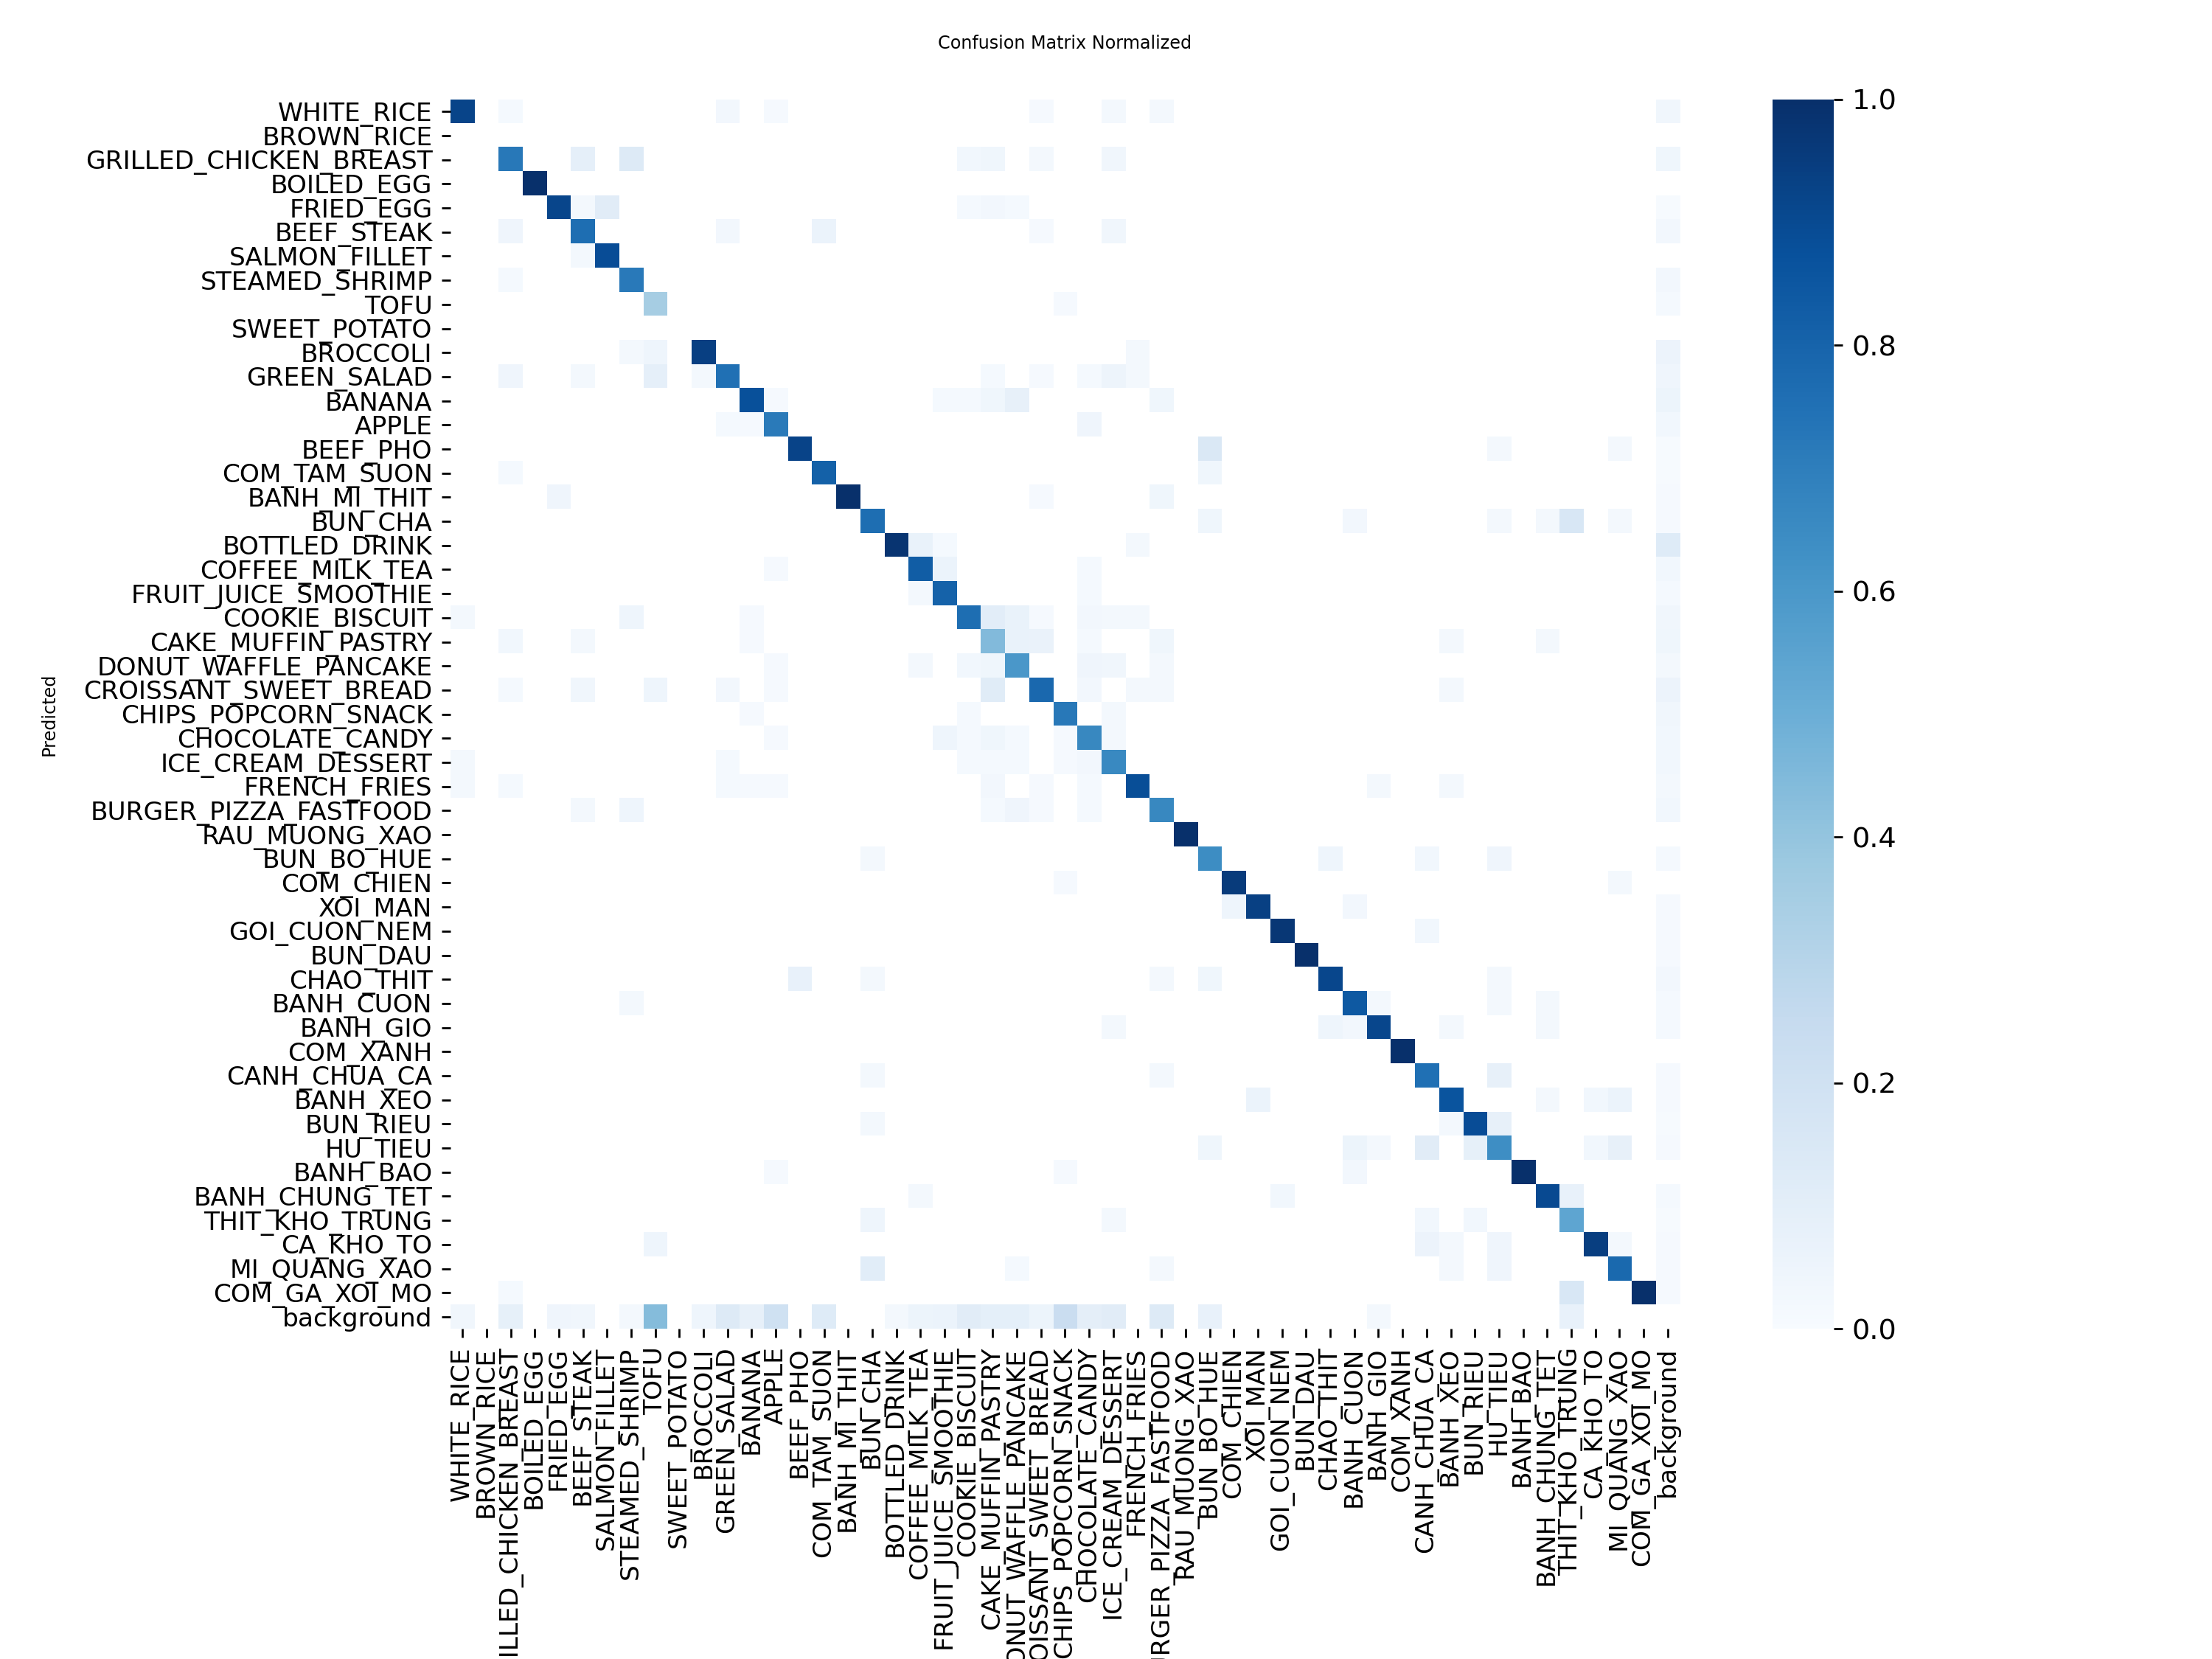 Confusion Matrix Normalized
WHITE_RICE
BROWN_RICE
GRILLED_CHICKEN_BREAST
BOILED_EGG
FRIED_EGG
BEEF_STEAK
SALMON_FILLET
STEAMED_SHRIMP
TOFU
SWEET_POTATO
BROCCOLI
GREEN_SALAD
BANANA
APPLE
BEEF_PHO
COM_TAM_SUON
BANH_MI_THIT
BUN_CHA
BOTTLED_DRINK
COFFEE_MILK_TEA
FRUIT_JUICE_SMOOTHIE
COOKIE_BISCUIT
CAKE_MUFFIN_PASTRY
DONUT_WAFFLE_PANCAKE
CROISSANT_SWEET_BREAD
CHIPS_POPCORN_SNACK
CHOCOLATE_CANDY
ICE_CREAM_DESSERT
FRENCH_FRIES
BURGER_PIZZA_FASTFOOD
RAU_MUONG_XAO
BUN_BO_HUE
COM_CHIEN
XOI_MAN
GOI_CUON_NEM
BUN_DAU
CHAO_THIT
BANH_CUON
BANH_GIO
COM_XANH
CANH_CHUA_CA
BANH_XEO
BUN_RIEU
HU_TIEU
BANH_BAO
BANH_CHUNG_TET
THIT_KHO_TRUNG
CA_KHO_TO
MI_QUANG_XAO
COM_GA_XOI_MO
background
Predicted
WHITE_RICE
BROWN_RICE
ILLED_CHICKEN_BREAST
BOILED_EGG
FRIED_EGG
BEEF_STEAK
SALMON_FILLET
STEAMED_SHRIMP
TOFU
SWEET_POTATO
BROCCOLI
GREEN_SALAD
BANANA
APPLE
BEEF_PHO
COM_TAM_SUON
BANH_MI_THIT
BUN_CHA
BOTTLED_DRINK
COFFEE_MILK_TEA
FRUIT_JUICE_SMOOTHIE
COOKIE_BISCUIT
CAKE_MUFFIN_PASTRY
ONUT_WAFFLE_PANCAKE
OISSANT_SWEET_BREAD
CHIPS_POPCORN_SNACK
CHOCOLATE_CANDY
ICE_CREAM_DESSERT
FRENCH_FRIES
RGER_PIZZA_FASTFOOD
RAU_MUONG_XAO
BUN_BO_HUE
COM_CHIEN
XOI_MAN
GOI_CUON_NEM
BUN_DAU
CHAO_THIT
BANH_CUON
BANH_GIO
COM_XANH
CANH_CHUA_CA
BANH_XEO
BUN_RIEU
HU_TIEU
BANH_BAO
BANH_CHUNG_TET
THIT_KHO_TRUNG
CA_KHO_TO
MI_QUANG_XAO
COM_GA_XOI_MO
background
1.0
0.8
0.6
0.4
0.2
0.0